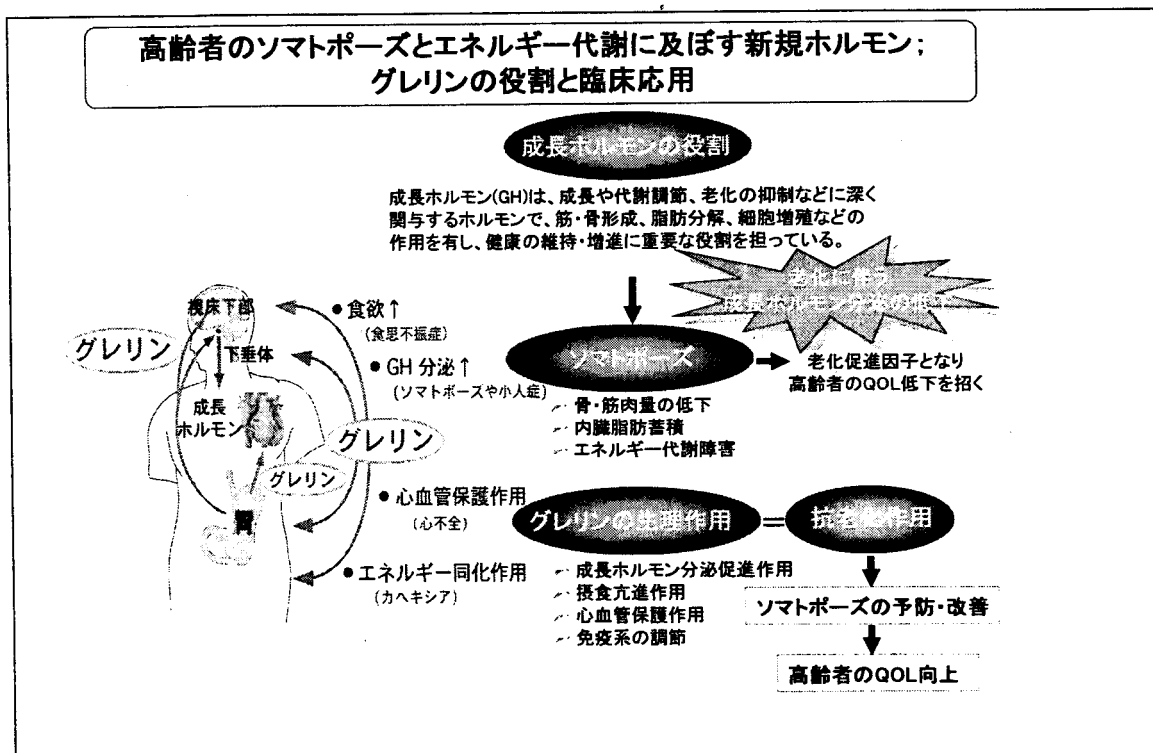 高齢者のソマトポーズとエネルギー代謝に及ぼす新規ホルモン;
グレリンの役割と臨床応用
成長ホルモンの役割
成長ホルモン(GH)は、成長や代謝調節、老化の抑制などに深く
関与するホルモンで、筋・骨形成、脂肪分解、細胞増殖などの
作用を有し、健康の維持・増進に重要な役割を担っている。
老化に伴う
成長ホルモン分泌の低下
ソマトポーズ
老化促進因子となり
高齢者のQOL低下を招く
骨・筋肉量の低下
内臓脂肪蓄積
エネルギー代謝障害
視床下部
グレリン
下垂体
成長
ホルモン
グレリン
胃
グレリン
● 食欲↑
(食思不振症)
● GH 分泌↑
(ソマトポーズや小人症)
● 心血管保護作用
(心不全)
● エネルギー同化作用
(カヘキシア)
グレリンの生理作用
=
抗老化作用
成長ホルモン分泌促進作用
摂食亢進作用
心血管保護作用
免疫系の調節
ソマトポーズの予防・改善
高齢者のQOL向上